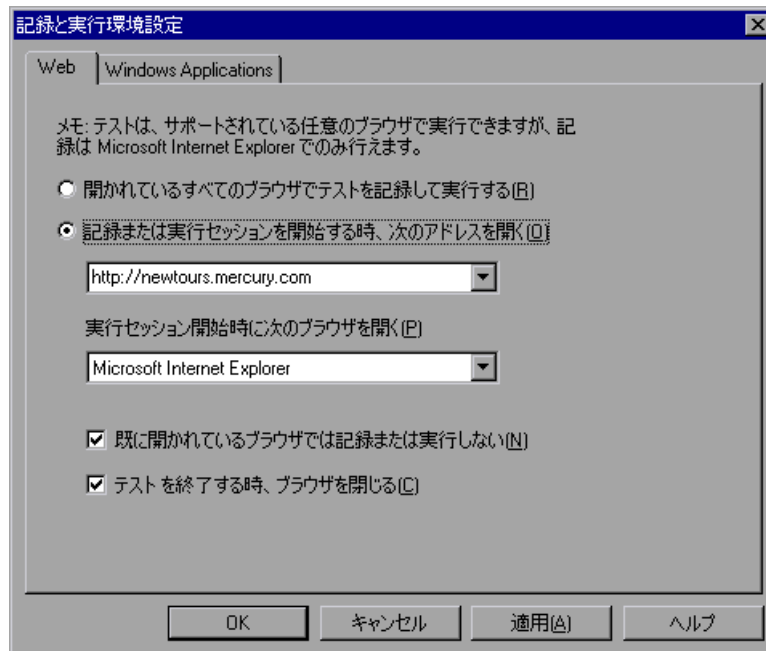 記録と実行環境設定
Web
Windows Applications
メモ: テストは、サポートされている任意のブラウザで実行できますが、記
録は Microsoft Internet Explorer でのみ行えます。
開かれているすべてのブラウザでテストを記録して実行する(R)
記録または実行セッションを開始する時、次のアドレスを開く(O)
http://newtours.mercury.com
実行セッション開始時に次のブラウザを開く(P)
Microsoft Internet Explorer
既に開かれているブラウザでは記録または実行しない(N)
テスト を終了する時、ブラウザを閉じる(C)
OK
キャンセル
適用(A)
ヘルプ